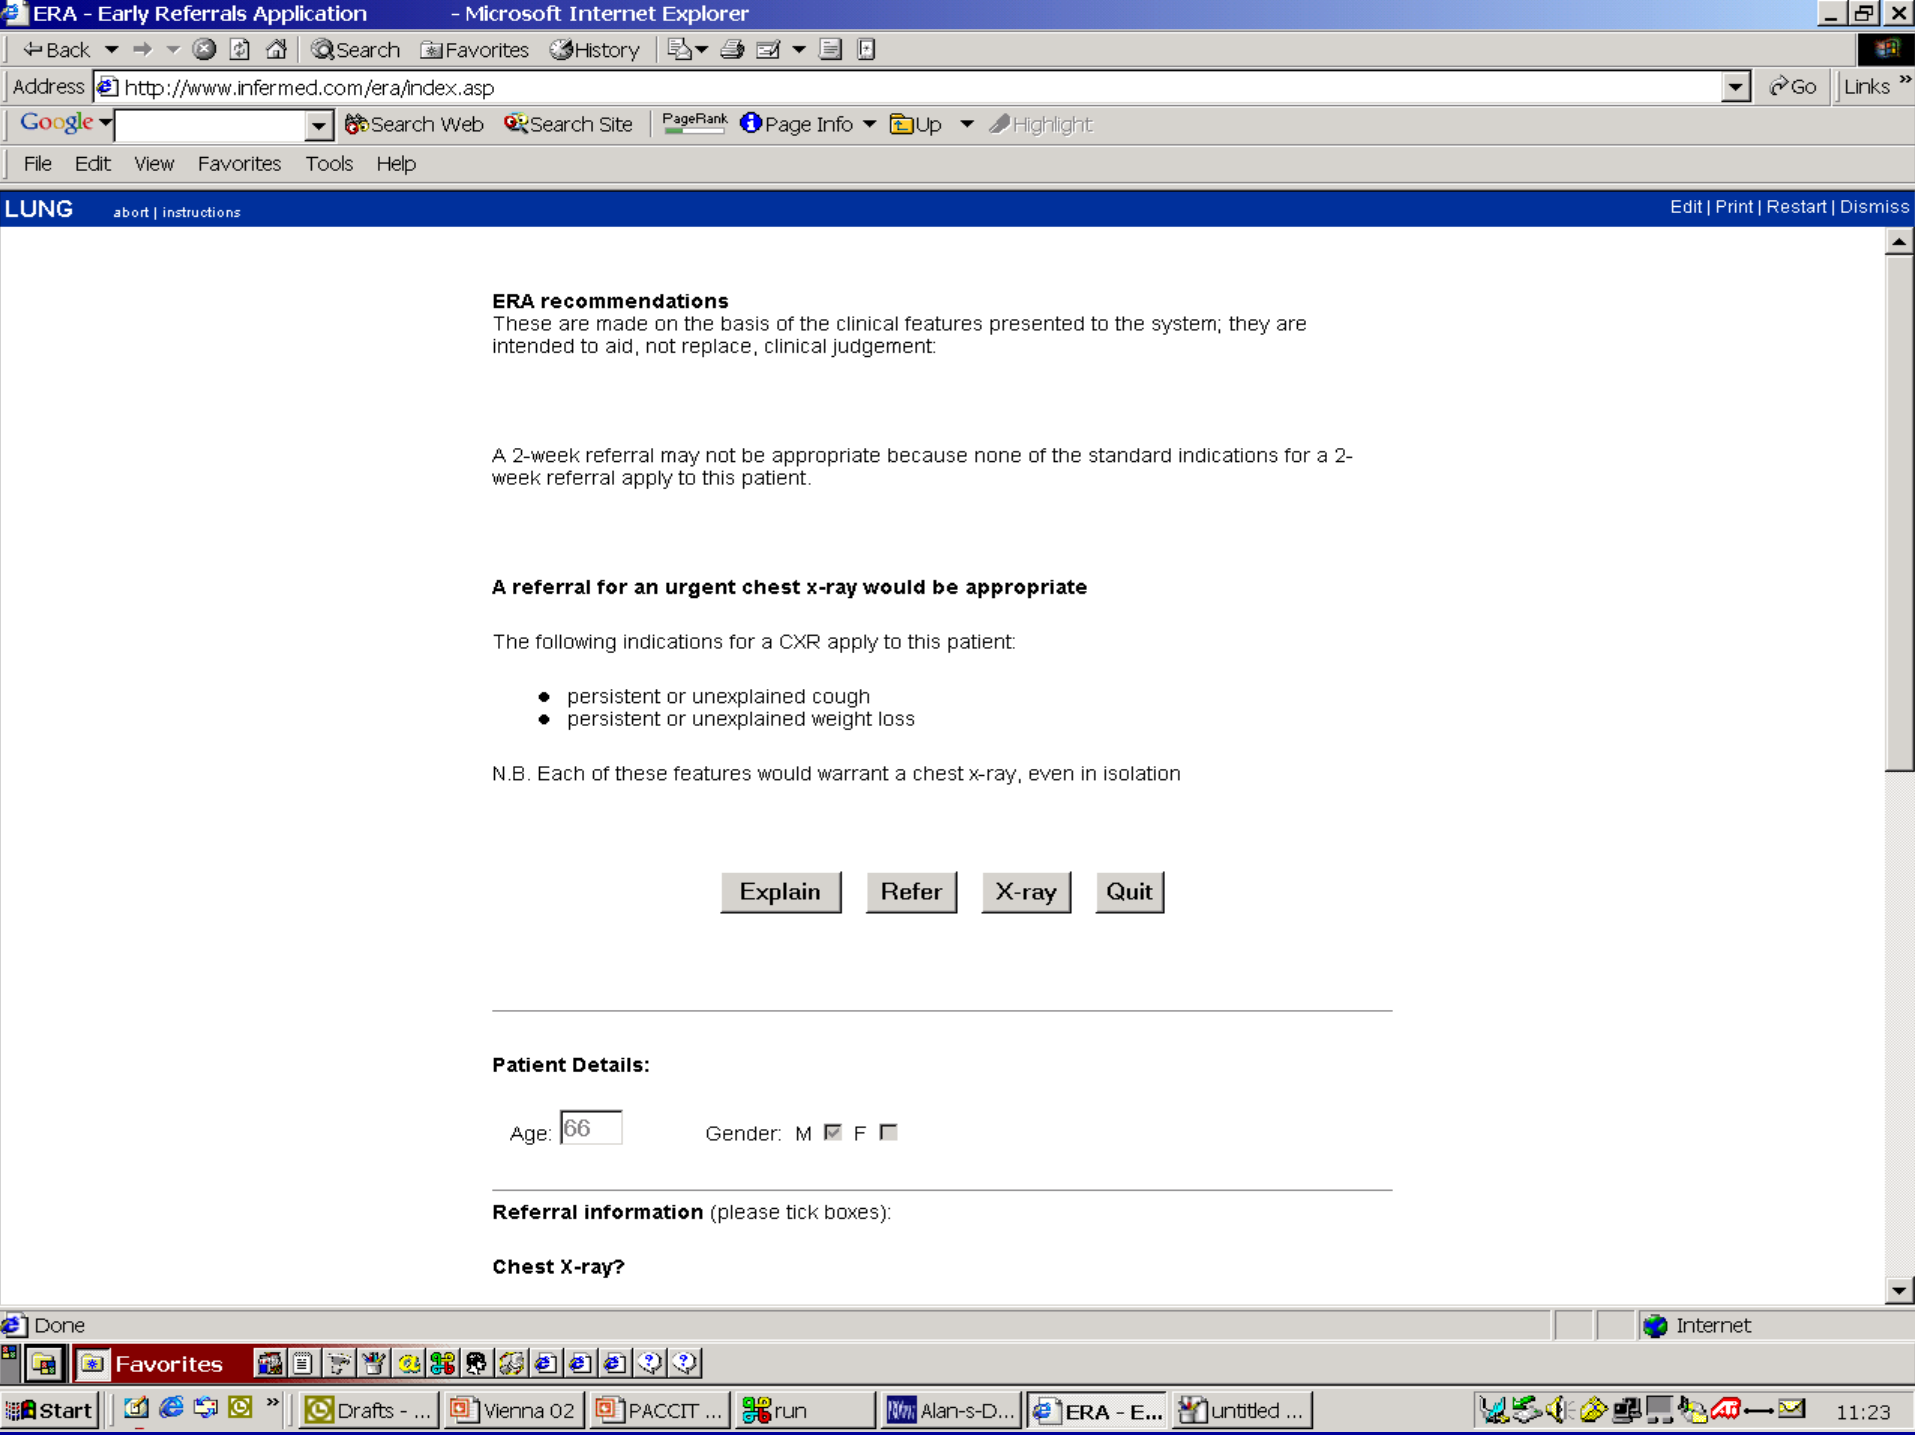 ERA - Early Referrals Application - Microsoft Internet Explorer
Back Search Favorites History
Address http://www.infermed.com/era/index.asp Go Links »
Google Search Web Search Site PageRank Page Info Up Highlight
File Edit View Favorites Tools Help
LUNG abort | instructions Edit | Print | Restart | Dismiss
ERA recommendations
These are made on the basis of the clinical features presented to the system; they are
intended to aid, not replace, clinical judgement:
A 2-week referral may not be appropriate because none of the standard indications for a 2-
week referral apply to this patient.
A referral for an urgent chest x-ray would be appropriate
The following indications for a CXR apply to this patient:
● persistent or unexplained cough
● persistent or unexplained weight loss
N.B. Each of these features would warrant a chest x-ray, even in isolation
Explain Refer X-ray Quit
Patient Details:
Age: 66 Gender: M F
Referral information (please tick boxes):
Chest X-ray?
Done Internet
Favorites
Start » Drafts - ... Vienna 02 PACCIT ... run Alan-s-D... ERA - E... untitled ... 11:23